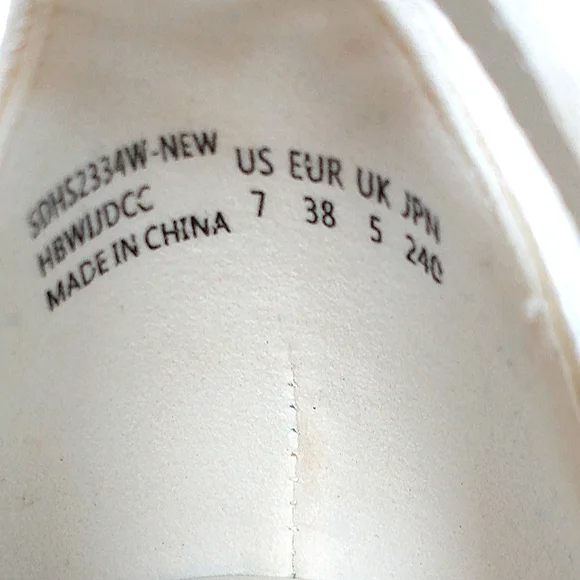 SDHS2334W-NEW
HBWIJDCC
MADE IN CHINA
US EUR UK JPN
7 38 5 240